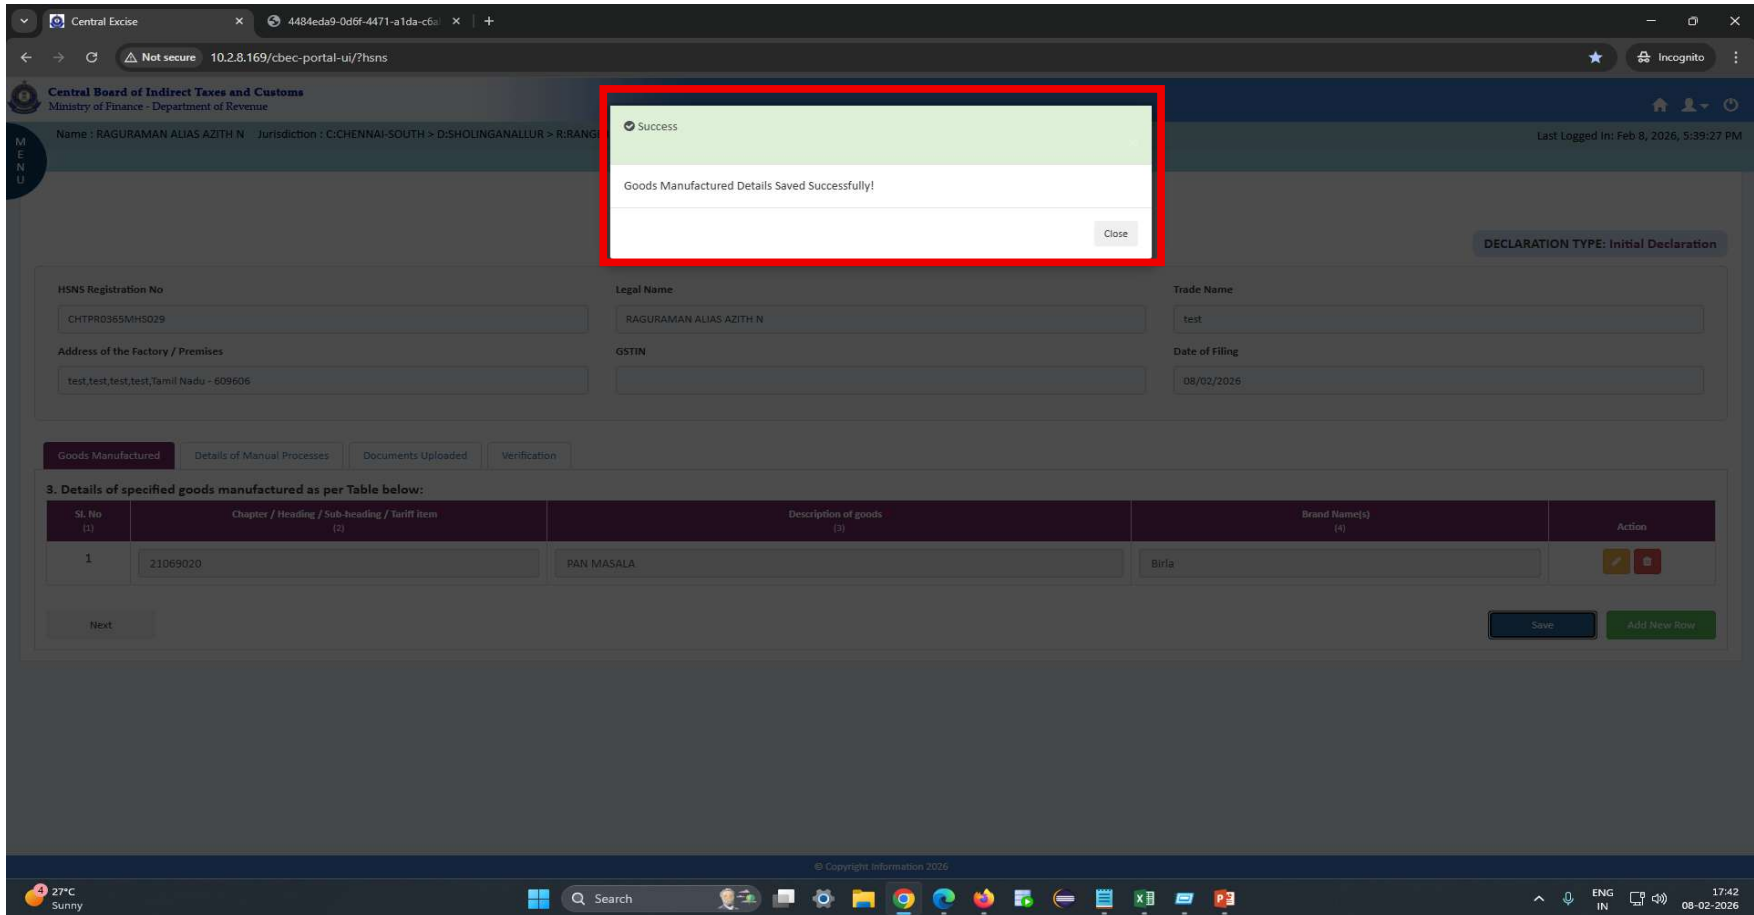 Central Excise
4484eda9-0d6f-4471-a1da-c6a
Not secure 10.2.8.169/cbec-portal-ui/?hsns
Incognito
Central Board of Indirect Taxes and Customs
Ministry of Finance - Department of Revenue
Name : RAGURAMAN ALIAS AZITH N Jurisdiction : C:CHENNAI-SOUTH > D:SHOLINGANALLUR >
Last Logged In: Feb 8, 2026, 5:39:27 PM
MENU
Success
Goods Manufactured Details Saved Successfully!
Close
DECLARATION TYPE: Initial Declaration
HSNS Registration No Legal Name Trade Name
CHTPR0365MHS029 RAGURAMAN ALIAS AZITH N test
Address of the Factory / Premises GSTIN Date of Filing
test,test,test,test,Tamil Nadu - 609606 08/02/2026
Goods Manufactured Details of Manual Processes Documents Uploaded Verification
3. Details of specified goods manufactured as per Table below:
Sl. No Chapter / Heading / Sub-heading / Tariff item Description of goods Brand Name(s)
(1) (2) (3) (4) Action
1 21069020 PAN MASALA Birla
Next Save Add New Row
© Copyright Information 2026
4
27°C
Sunny
Search
ENG
IN
17:42
08-02-2026